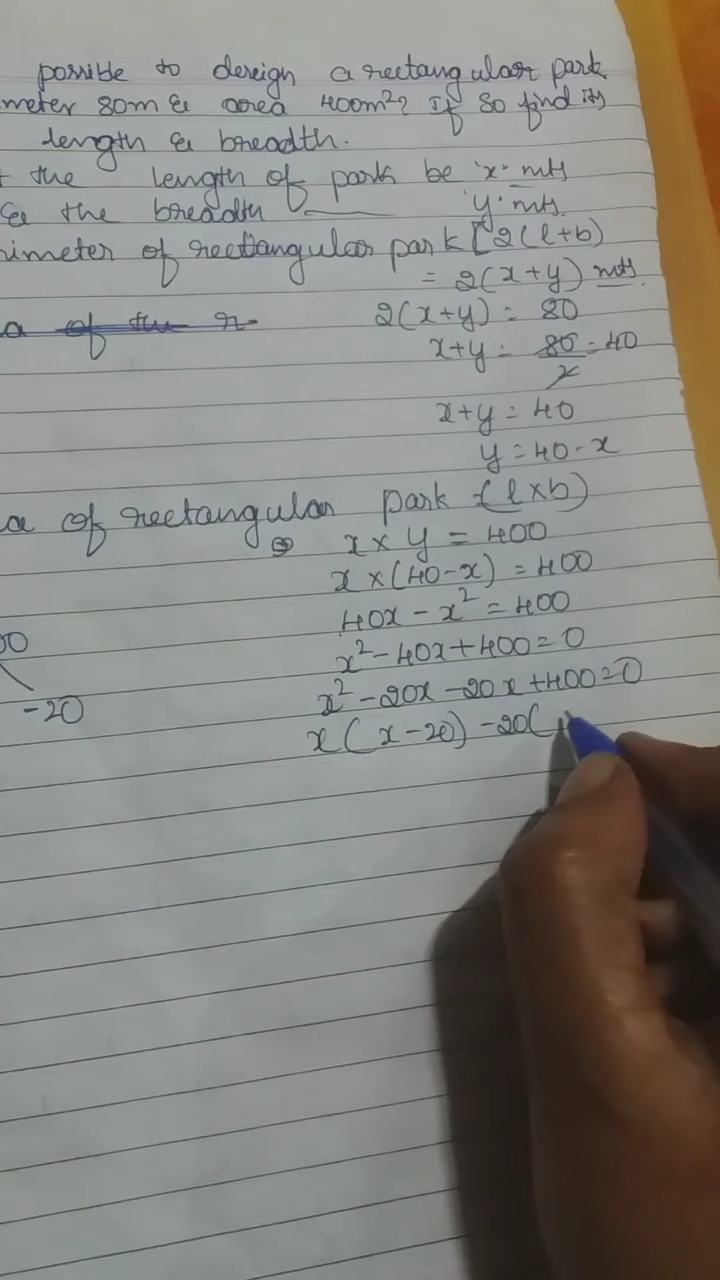 possible to design a rectangular park
meter 80m & area 400m²? If so find its
length & breadth.
the length of park be 'x' mts
& the breadth ——— 'y' mts.
imeter of rectangular park [2(l+b)
= 2(x+y) mts.
a of the r
2(x+y) = 80
x+y = 80/2 = 40
x+y = 40
y = 40-x
a of rectangular park (l×b)
x × y = 400
x ×(40-x) = 400
40x - x² = 400
x² - 40x + 400 = 0
00
x² - 20x - 20x + 400 = 0
-20
x(x-20) -20(